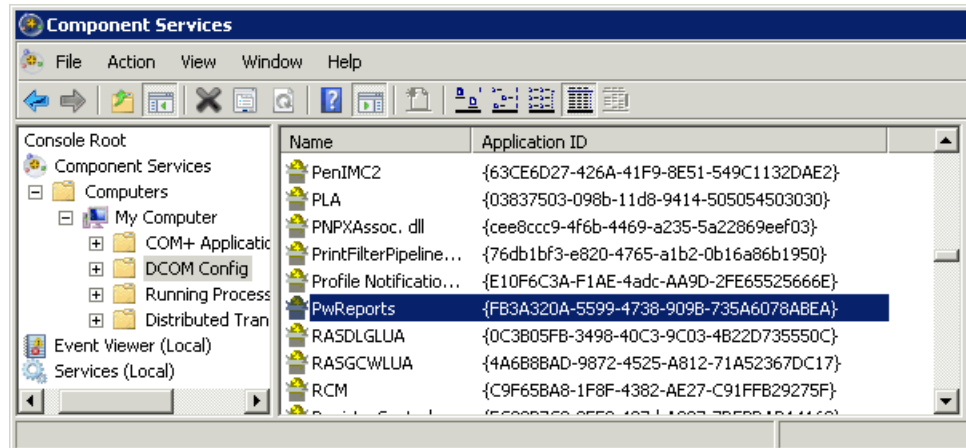 Component Services
File Action View Window Help
Console Root
Component Services
Computers
My Computer
COM+ Applicatic
DCOM Config
Running Process
Distributed Tran
Event Viewer (Local)
Services (Local)
Name Application ID
PenIMC2 {63CE6D27-426A-41F9-8E51-549C1132DAE2}
PLA {03837503-098b-11d8-9414-505054503030}
PNPXAssoc. dll {cee8ccc9-4f6b-4469-a235-5a22869eef03}
PrintFilterPipeline... {76db1bf3-e820-4765-a1b2-0b16a86b1950}
Profile Notificatio... {E10F6C3A-F1AE-4adc-AA9D-2FE65525666E}
PwReports {FB3A320A-5599-4738-909B-735A6078ABEA}
RASDLGLUA {0C3B05FB-3498-40C3-9C03-4B22D735550C}
RASGCWLUA {4A6B8BAD-9872-4525-A812-71A52367DC17}
RCM {C9F65BA8-1F8F-4382-AE27-C91FFB29275F}